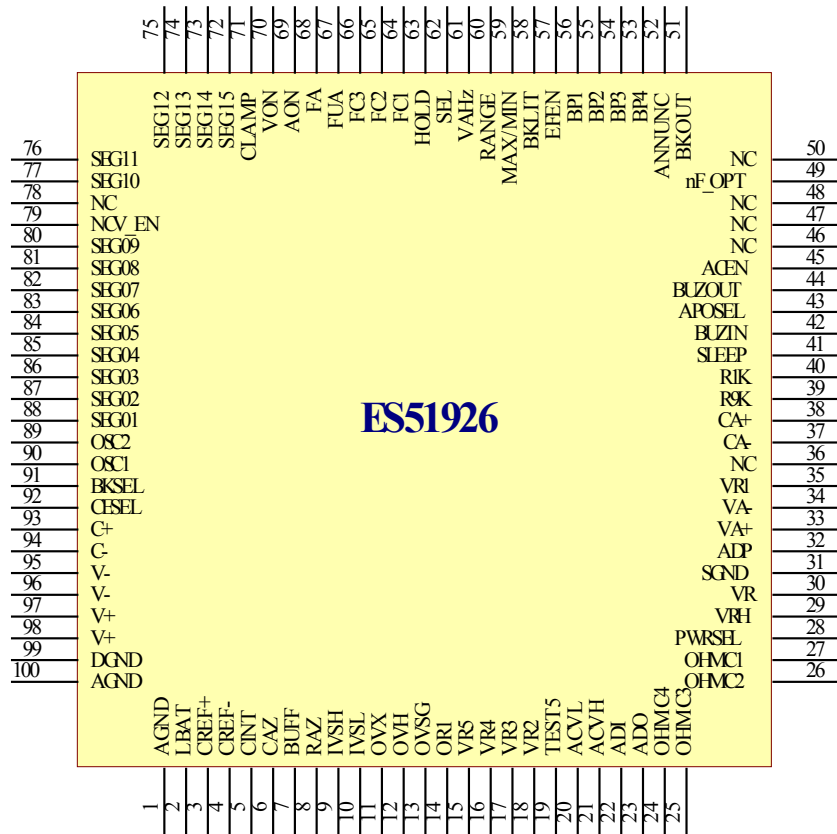 75 SEG12
74 SEG13
73 SEG14
72 SEG15
71 CLAMP
70 VON
69 AON
68 FA
67 FUA
66 FC3
65 FC2
64 FC1
63 HOLD
62 SEL
61 VAHz
60 RANGE
59 MAX/MIN
58 BKLIT
57 EFEN
56 BP1
55 BP2
54 BP3
53 BP4
52 ANNUNC
51 BKOUT
76 SEG11
77 SEG10
78 NC
79 NCV_EN
80 SEG09
81 SEG08
82 SEG07
83 SEG06
84 SEG05
85 SEG04
86 SEG03
87 SEG02
88 SEG01
89 OSC2
90 OSC1
91 BKSEL
92 CESEL
93 C+
94 C-
95 V-
96 V-
97 V+
98 V+
99 DGND
100 AGND
ES51926
NC 50
nF_OPT 49
NC 48
NC 47
NC 46
ACEN 45
BUZOUT 44
APOSEL 43
BUZIN 42
SLEEP 41
R1K 40
R9K 39
CA+ 38
CA- 37
NC 36
VR1 35
VA- 34
VA+ 33
ADP 32
SGND 31
VR 30
VRH 29
PWRSEL 28
OHMC1 27
OHMC2 26
AGND 1
LBAT 2
CREF+ 3
CREF- 4
CINT 5
CAZ 6
BUFF 7
RAZ 8
IVSH 9
IVSL 10
OVX 11
OVH 12
OVSG 13
OR1 14
VR5 15
VR4 16
VR3 17
VR2 18
TEST5 19
ACVL 20
ACVH 21
ADI 22
ADO 23
OHMC4 24
OHMC3 25